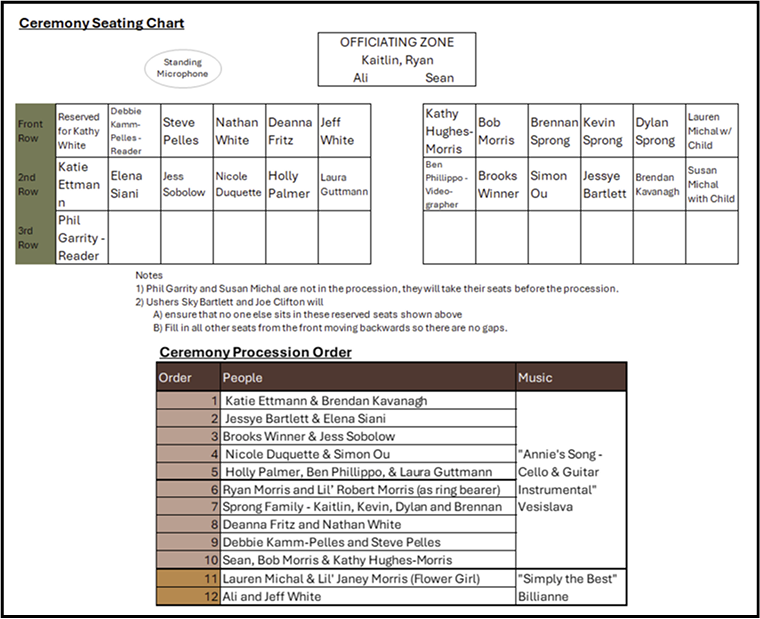 Ceremony Seating Chart
OFFICIATING ZONE
Kaitlin, Ryan
Ali Sean
Standing
Microphone
Front
Row
Reserved
for Kathy
White
Debbie
Kamm-
Pelles -
Reader
Steve
Pelles
Nathan
White
Deanna
Fritz
Jeff
White
Kathy
Hughes-
Morris
Bob
Morris
Brennan
Sprong
Kevin
Sprong
Dylan
Sprong
Lauren
Michal w/
Child
2nd
Row
Katie
Ettman
n
Elena
Siani
Jess
Sobolow
Nicole
Duquette
Holly
Palmer
Laura
Guttmann
Ben
Phillippo -
Video-
grapher
Brooks
Winner
Simon
Ou
Jessye
Bartlett
Brendan
Kavanagh
Susan
Michal
with Child
3rd
Row
Phil
Garrity -
Reader
Notes
1) Phil Garrity and Susan Michal are not in the procession, they will take their seats before the procession.
2) Ushers Sky Bartlett and Joe Clifton will
A) ensure that no one else sits in these reserved seats shown above
B) Fill in all other seats from the front moving backwards so there are no gaps.
Ceremony Procession Order
Order People Music
1 Katie Ettmann & Brendan Kavanagh
2 Jessye Bartlett & Elena Siani
3 Brooks Winner & Jess Sobolow
4 Nicole Duquette & Simon Ou
5 Holly Palmer, Ben Phillippo, & Laura Guttmann
6 Ryan Morris and Lil' Robert Morris (as ring bearer)
7 Sprong Family - Kaitlin, Kevin, Dylan and Brennan
8 Deanna Fritz and Nathan White
9 Debbie Kamm-Pelles and Steve Pelles
10 Sean, Bob Morris & Kathy Hughes-Morris
"Annie's Song -
Cello & Guitar
Instrumental"
Vesislava
11 Lauren Michal & Lil' Janey Morris (Flower Girl)
12 Ali and Jeff White
"Simply the Best"
Billianne